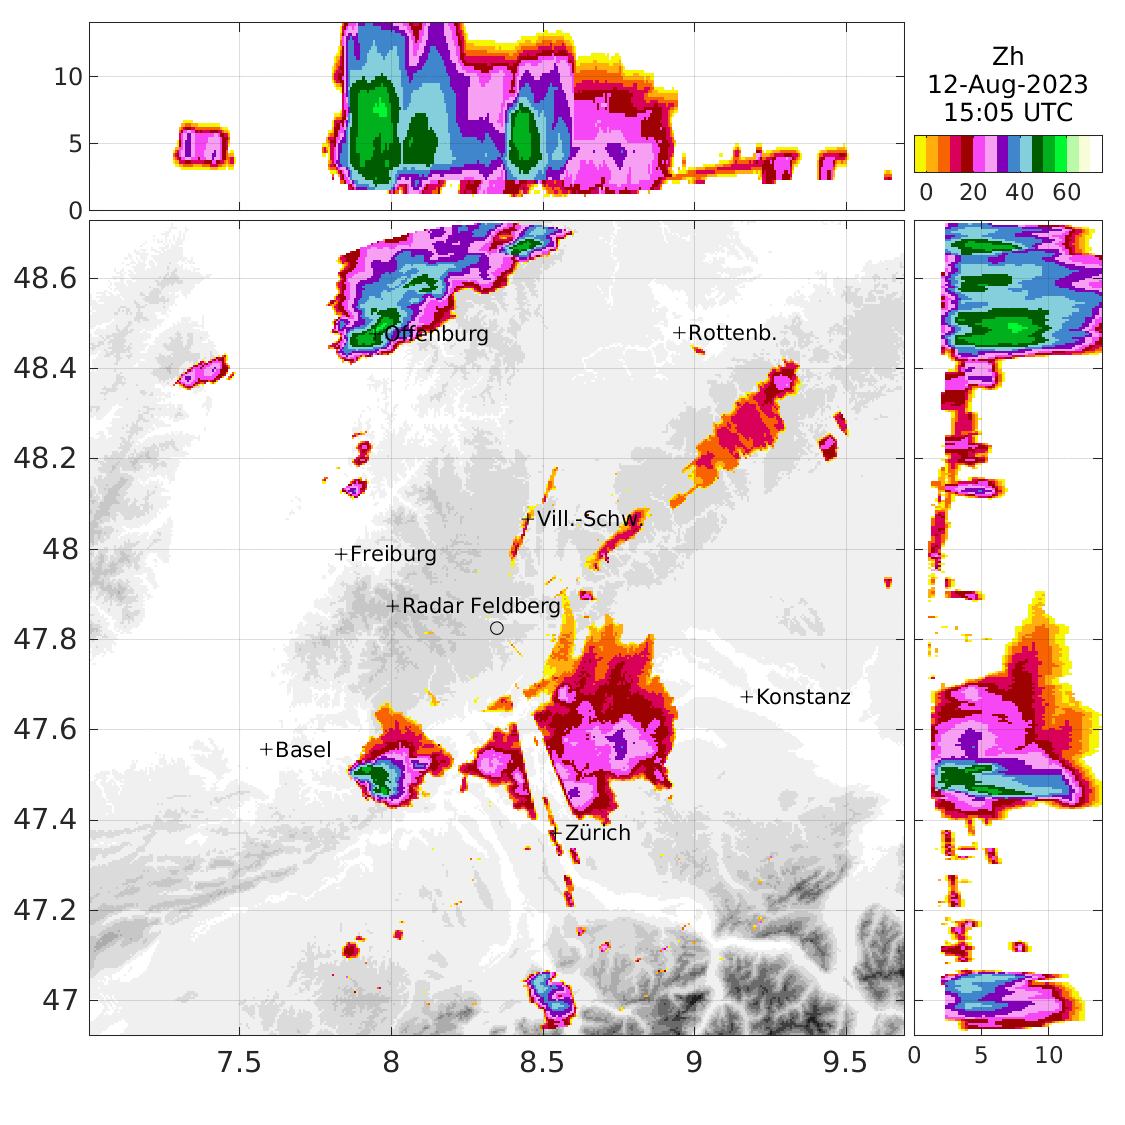 10
5
0
Zh
12-Aug-2023
15:05 UTC
0 20 40 60
48.6
48.4
48.2
48
47.8
47.6
47.4
47.2
47
+Offenburg
+Rottenb.
+Vill.-Schw.
+Freiburg
+Radar Feldberg
+Konstanz
+Basel
+Zürich
7.5 8 8.5 9 9.5
0 5 10